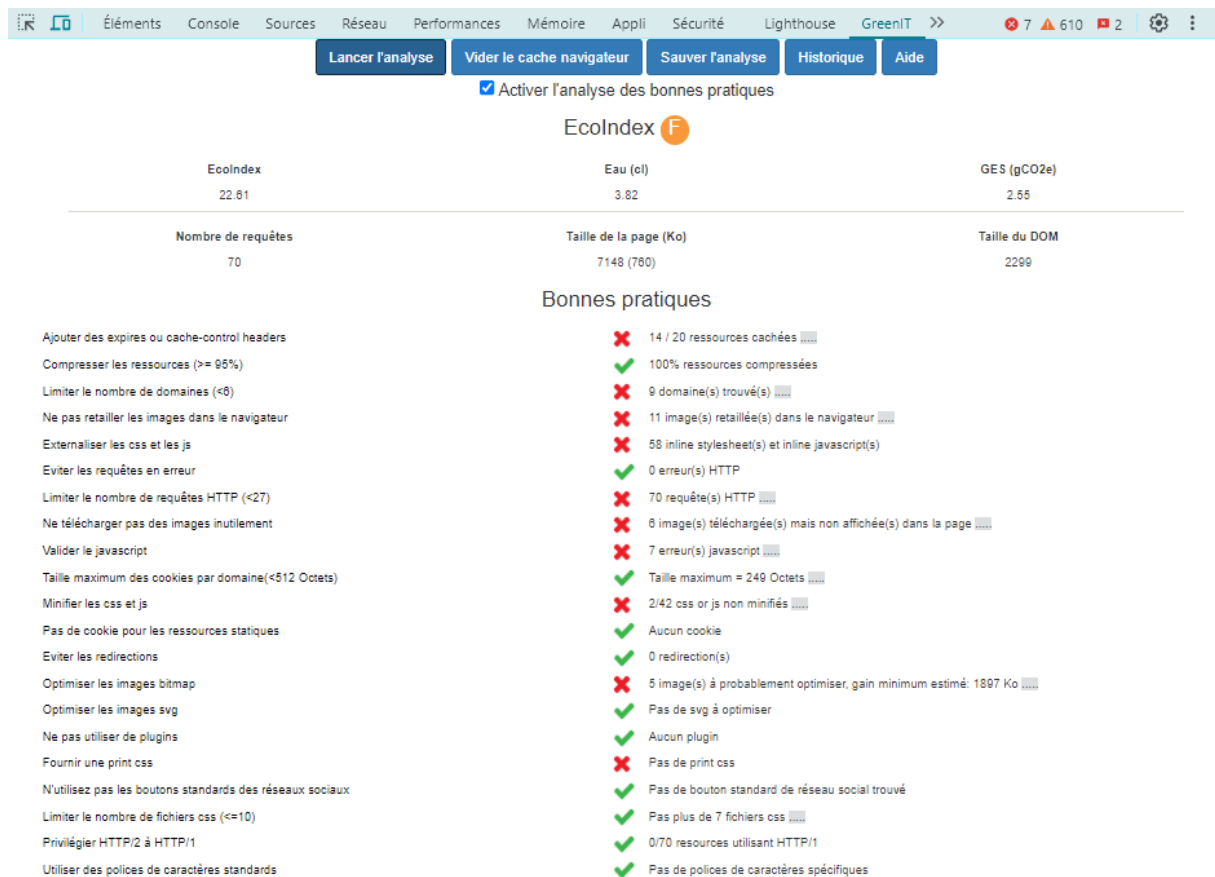 Éléments Console Sources Réseau Performances Mémoire Appli Sécurité Lighthouse GreenIT 7 610 2
Lancer l'analyse Vider le cache navigateur Sauver l'analyse Historique Aide
Activer l'analyse des bonnes pratiques
EcoIndex F
EcoIndex Eau (cl) GES (gCO2e)
22.61 3.82 2.55
Nombre de requêtes Taille de la page (Ko) Taille du DOM
70 7148 (760) 2299
Bonnes pratiques
Ajouter des expires ou cache-control headers 14 / 20 ressources cachées .....
Compresser les ressources (>= 95%) 100% ressources compressées
Limiter le nombre de domaines (<6) 9 domaine(s) trouvé(s) .....
Ne pas retailler les images dans le navigateur 11 image(s) retaillée(s) dans le navigateur .....
Externaliser les css et les js 58 inline stylesheet(s) et inline javascript(s)
Eviter les requêtes en erreur 0 erreur(s) HTTP
Limiter le nombre de requêtes HTTP (<27) 70 requête(s) HTTP .....
Ne télécharger pas des images inutilement 6 image(s) téléchargée(s) mais non affichée(s) dans la page .....
Valider le javascript 7 erreur(s) javascript .....
Taille maximum des cookies par domaine(<512 Octets) Taille maximum = 249 Octets .....
Minifier les css et js 2/42 css or js non minifiés .....
Pas de cookie pour les ressources statiques Aucun cookie
Eviter les redirections 0 redirection(s)
Optimiser les images bitmap 5 image(s) à probablement optimiser, gain minimum estimé: 1897 Ko .....
Optimiser les images svg Pas de svg à optimiser
Ne pas utiliser de plugins Aucun plugin
Fournir une print css Pas de print css
N'utilisez pas les boutons standards des réseaux sociaux Pas de bouton standard de réseau social trouvé
Limiter le nombre de fichiers css (<=10) Pas plus de 7 fichiers css .....
Privilégier HTTP/2 à HTTP/1 0/70 resources utilisant HTTP/1
Utiliser des polices de caractères standards Pas de polices de caractères spécifiques